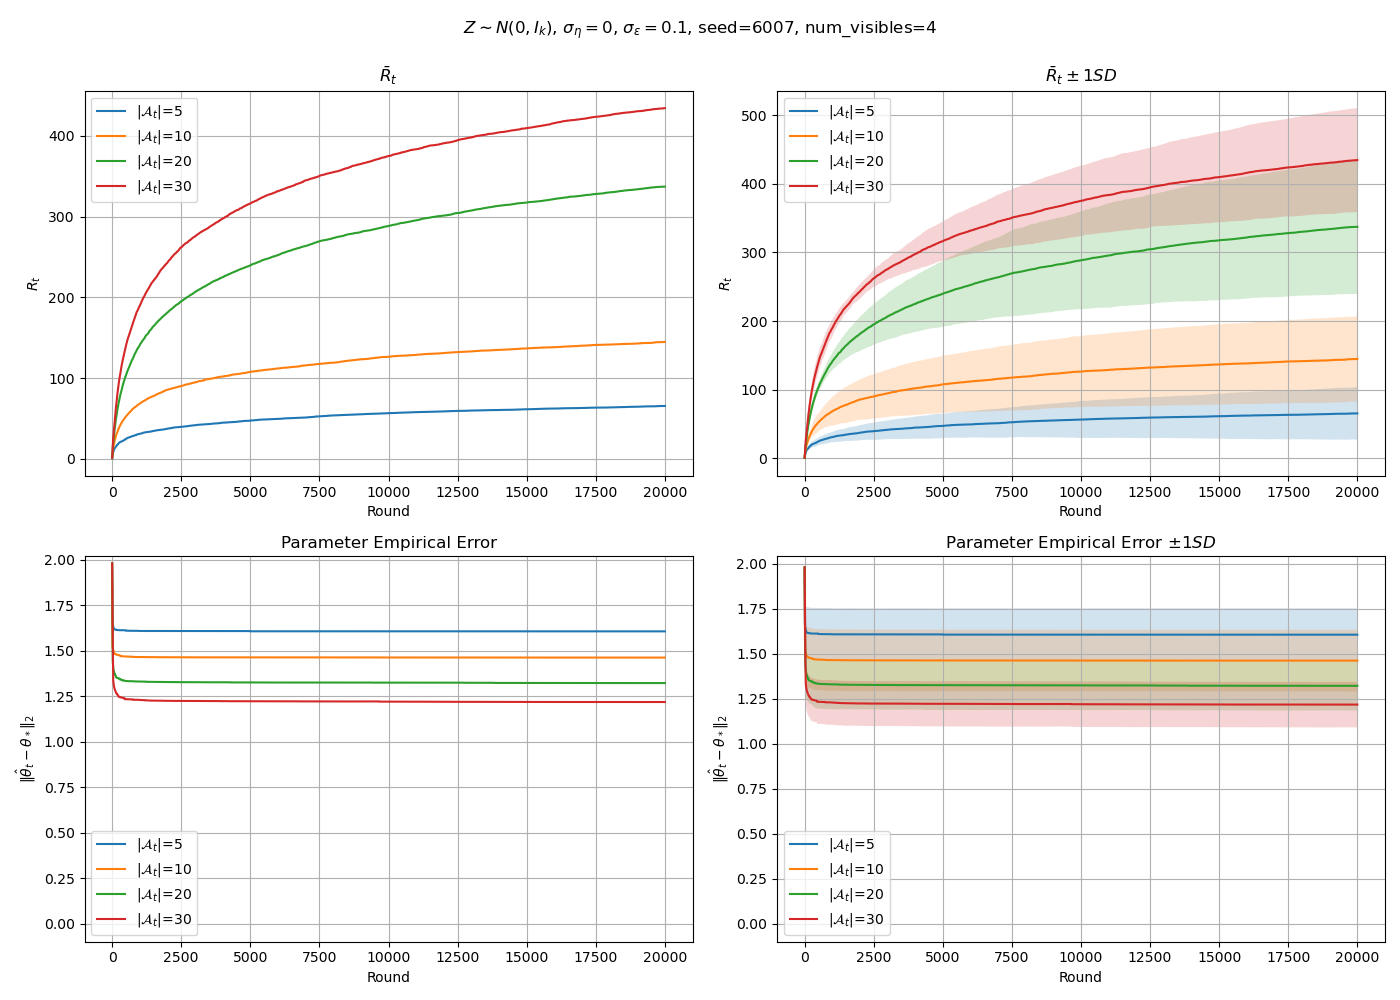 Z ∼ N(0, I_k), σ_η = 0, σ_ε = 0.1, seed=6007, num_visibles=4
R̄_t
R_t
400
300
200
100
0
|𝒜_t|=5
|𝒜_t|=10
|𝒜_t|=20
|𝒜_t|=30
0 2500 5000 7500 10000 12500 15000 17500 20000
Round
R̄_t ± 1SD
R_t
500
400
300
200
100
0
|𝒜_t|=5
|𝒜_t|=10
|𝒜_t|=20
|𝒜_t|=30
0 2500 5000 7500 10000 12500 15000 17500 20000
Round
Parameter Empirical Error
‖θ̂_t − θ_*‖_2
2.00
1.75
1.50
1.25
1.00
0.75
0.50
0.25
0.00
|𝒜_t|=5
|𝒜_t|=10
|𝒜_t|=20
|𝒜_t|=30
0 2500 5000 7500 10000 12500 15000 17500 20000
Round
Parameter Empirical Error ±1SD
‖θ̂_t − θ_*‖_2
2.00
1.75
1.50
1.25
1.00
0.75
0.50
0.25
0.00
|𝒜_t|=5
|𝒜_t|=10
|𝒜_t|=20
|𝒜_t|=30
0 2500 5000 7500 10000 12500 15000 17500 20000
Round